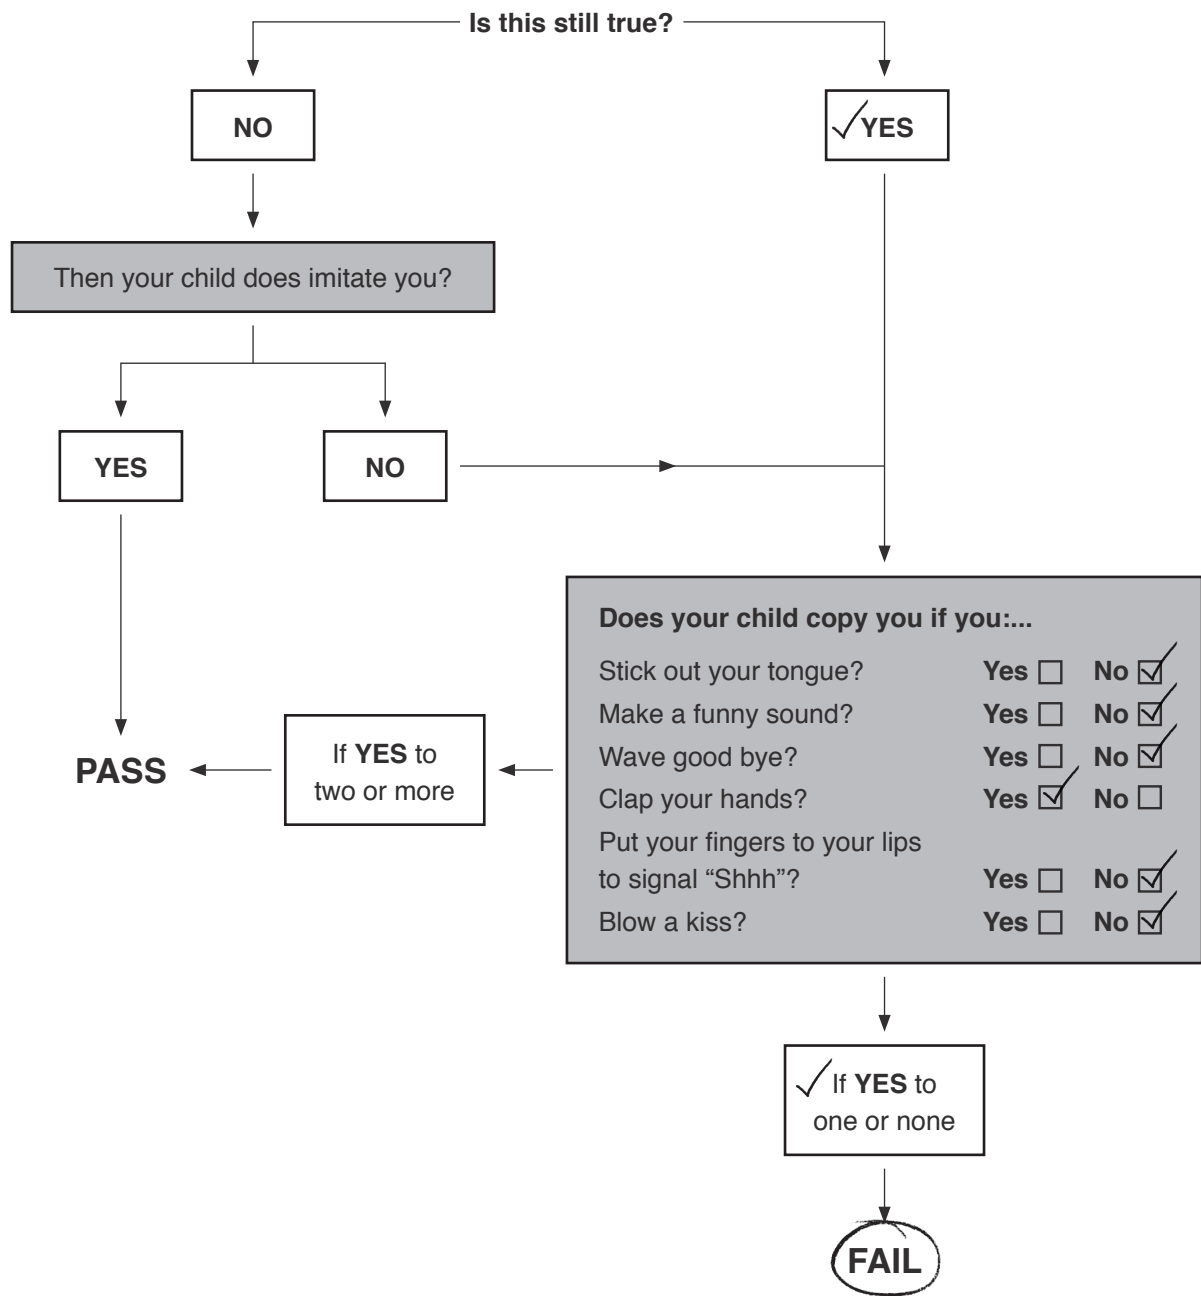 Is this still true?
NO
✓YES
Then your child does imitate you?
YES
NO
Does your child copy you if you:...
Stick out your tongue? Yes ☐ No ☑
Make a funny sound? Yes ☐ No ☑
Wave good bye? Yes ☐ No ☑
Clap your hands? Yes ☑ No ☐
Put your fingers to your lips
to signal “Shhh”? Yes ☐ No ☑
Blow a kiss? Yes ☐ No ☑
If YES to
two or more
PASS
✓If YES to
one or none
FAIL